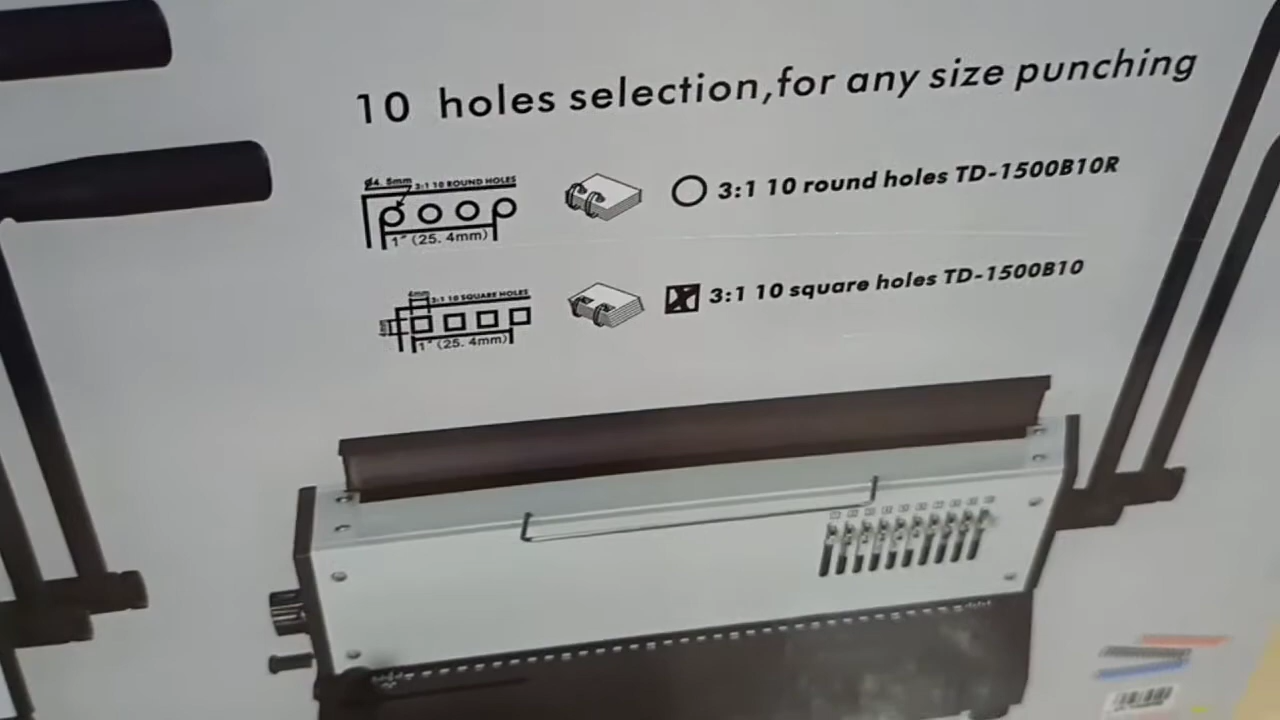 10 holes selection,for any size punching
Ø4.5mm 3:1 10 ROUND HOLES
1"(25.4mm)
3:1 10 round holes TD-1500B10R
4mm 3:1 10 SQUARE HOLES
1"(25.4mm)
3:1 10 square holes TD-1500B10